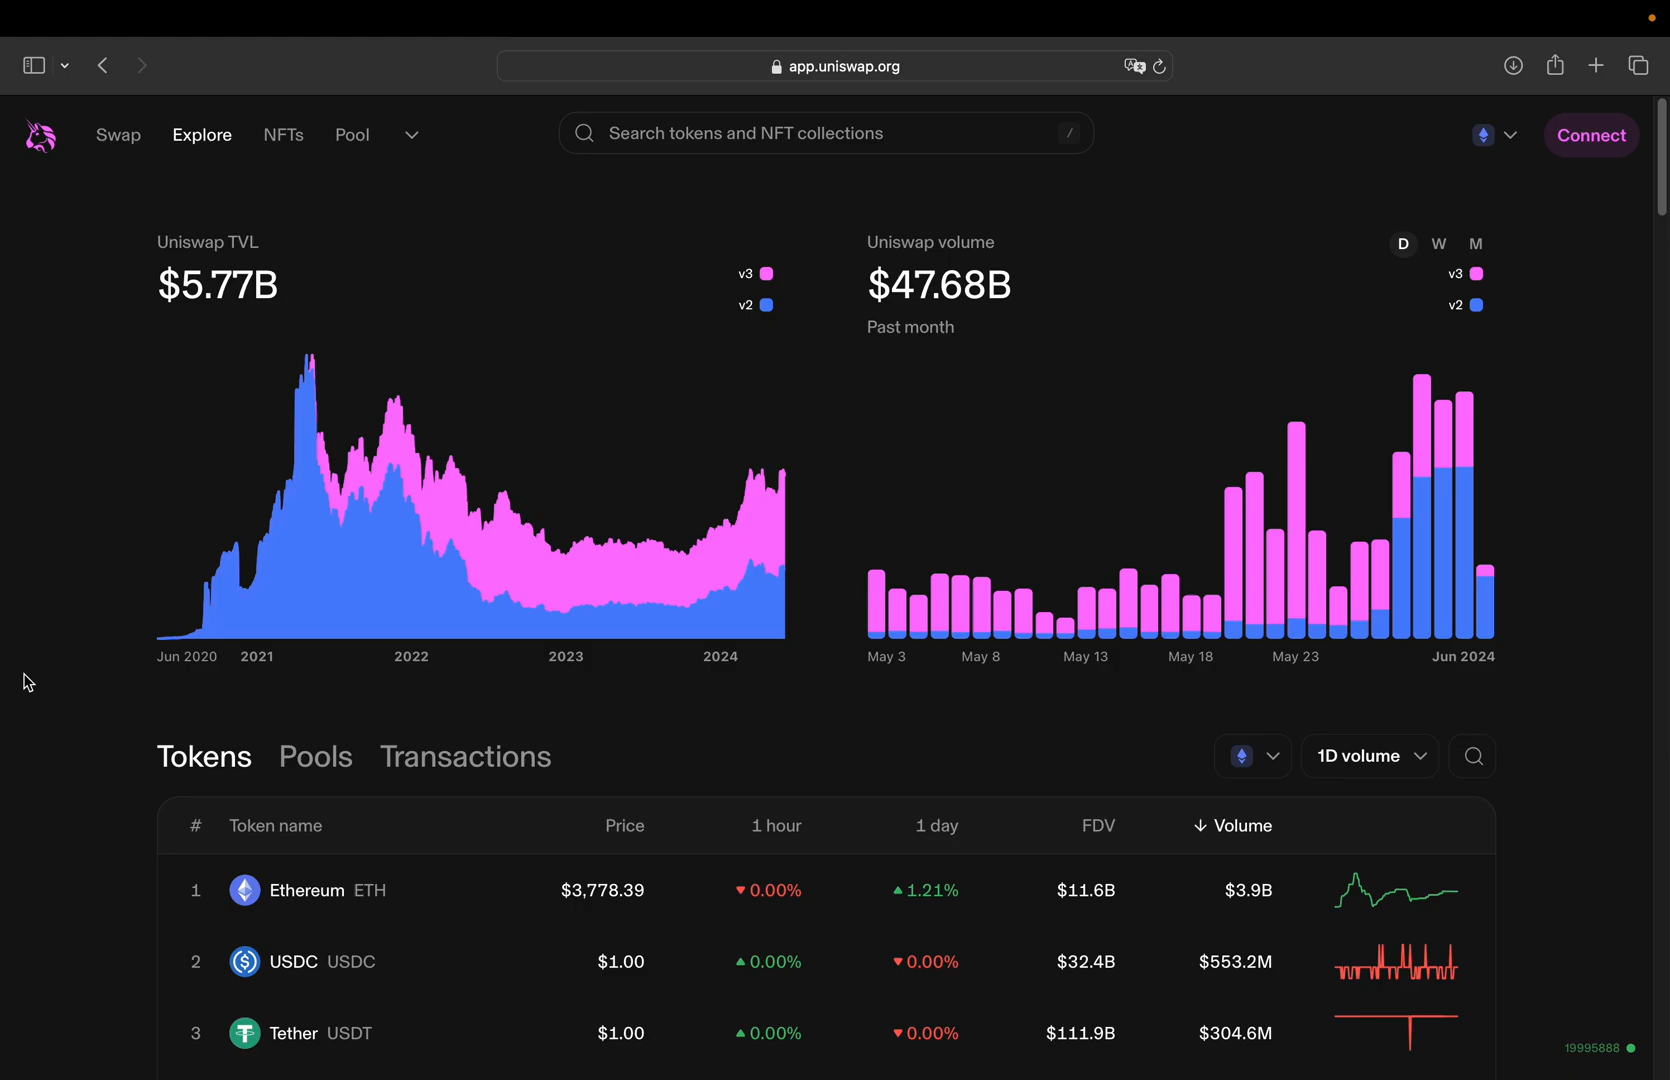 app.uniswap.org
Swap Explore NFTs Pool
Search tokens and NFT collections /
Connect
Uniswap TVL
$5.77B
v3
v2
Jun 2020 2021 2022 2023 2024
Uniswap volume
$47.68B
Past month
D W M
v3
v2
May 3 May 8 May 13 May 18 May 23 Jun 2024
Tokens Pools Transactions
1D volume
# Token name Price 1 hour 1 day FDV Volume
1 Ethereum ETH $3,778.39 0.00% 1.21% $11.6B $3.9B
2 USDC USDC $1.00 0.00% 0.00% $32.4B $553.2M
3 Tether USDT $1.00 0.00% 0.00% $111.9B $304.6M
19995888